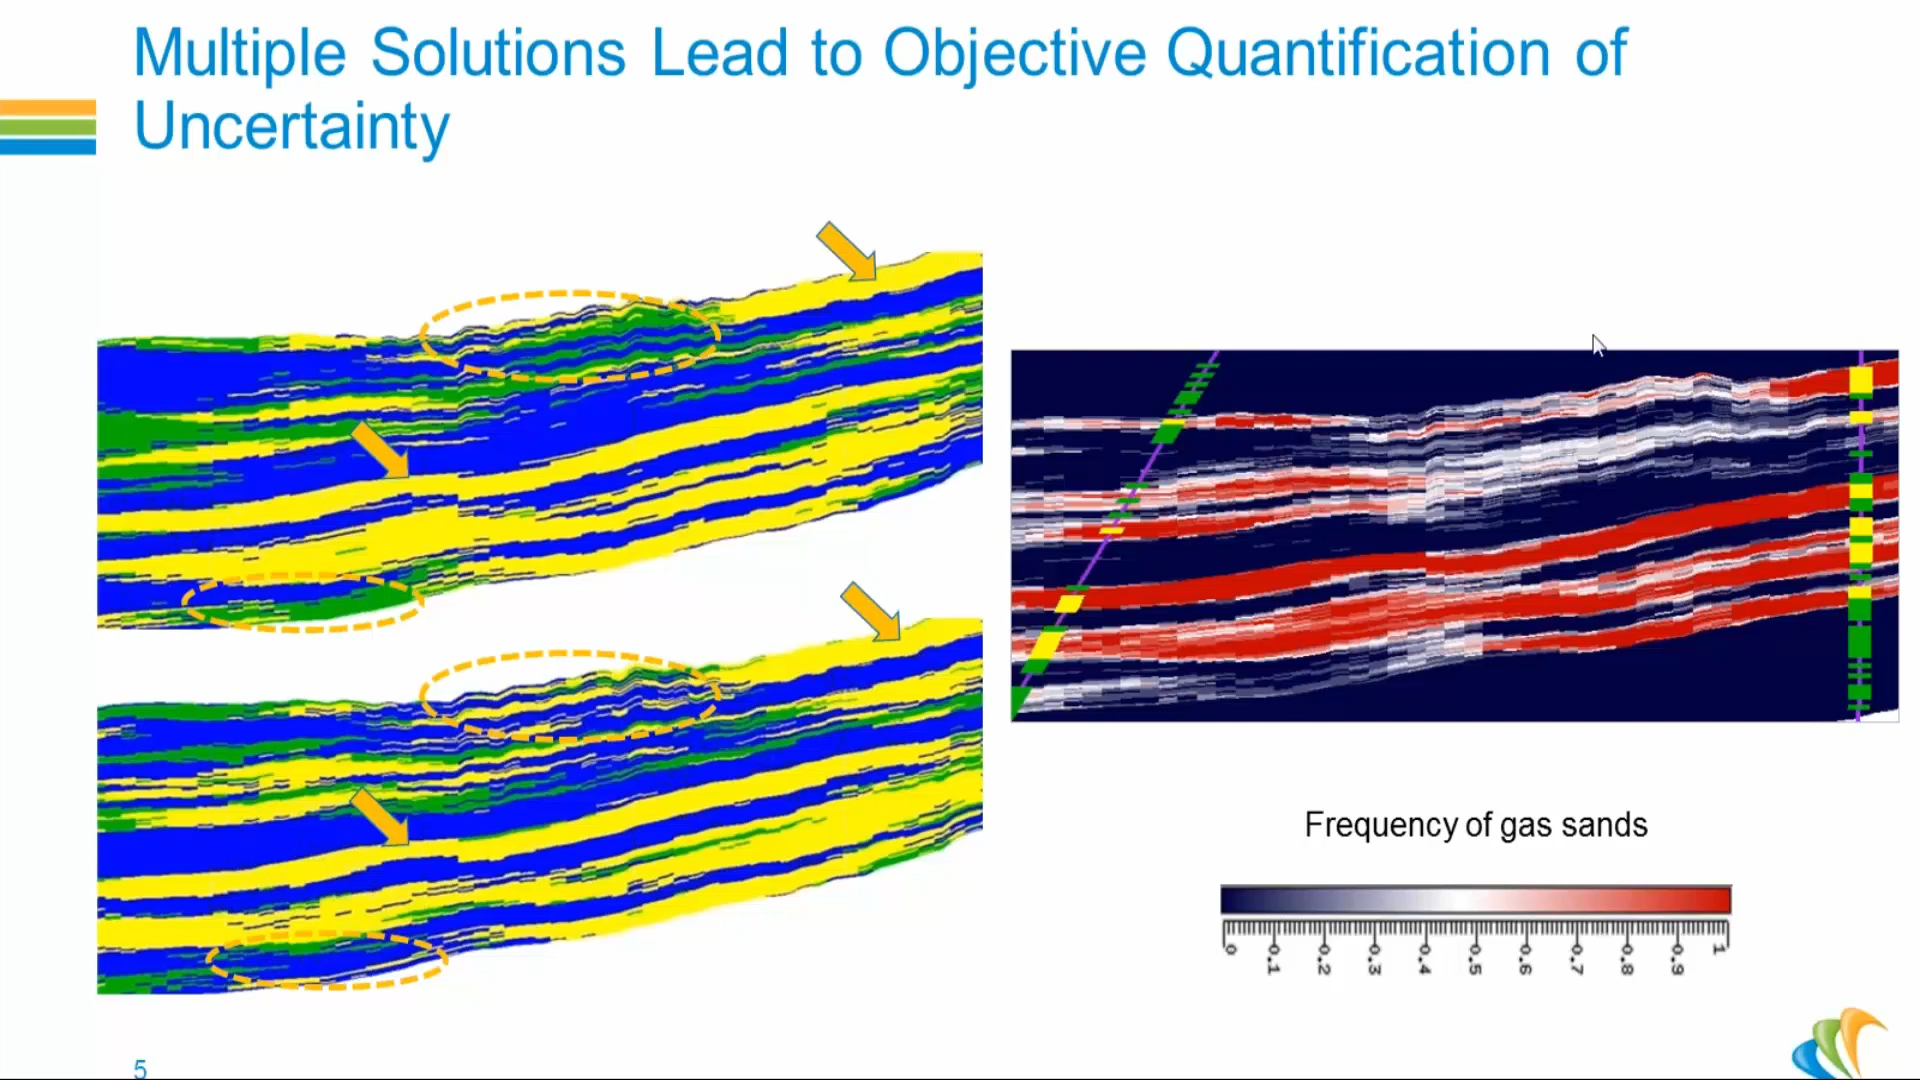 Multiple Solutions Lead to Objective Quantification of
Uncertainty
Frequency of gas sands
0 0.1 0.2 0.3 0.4 0.5 0.6 0.7 0.8 0.9 1
5